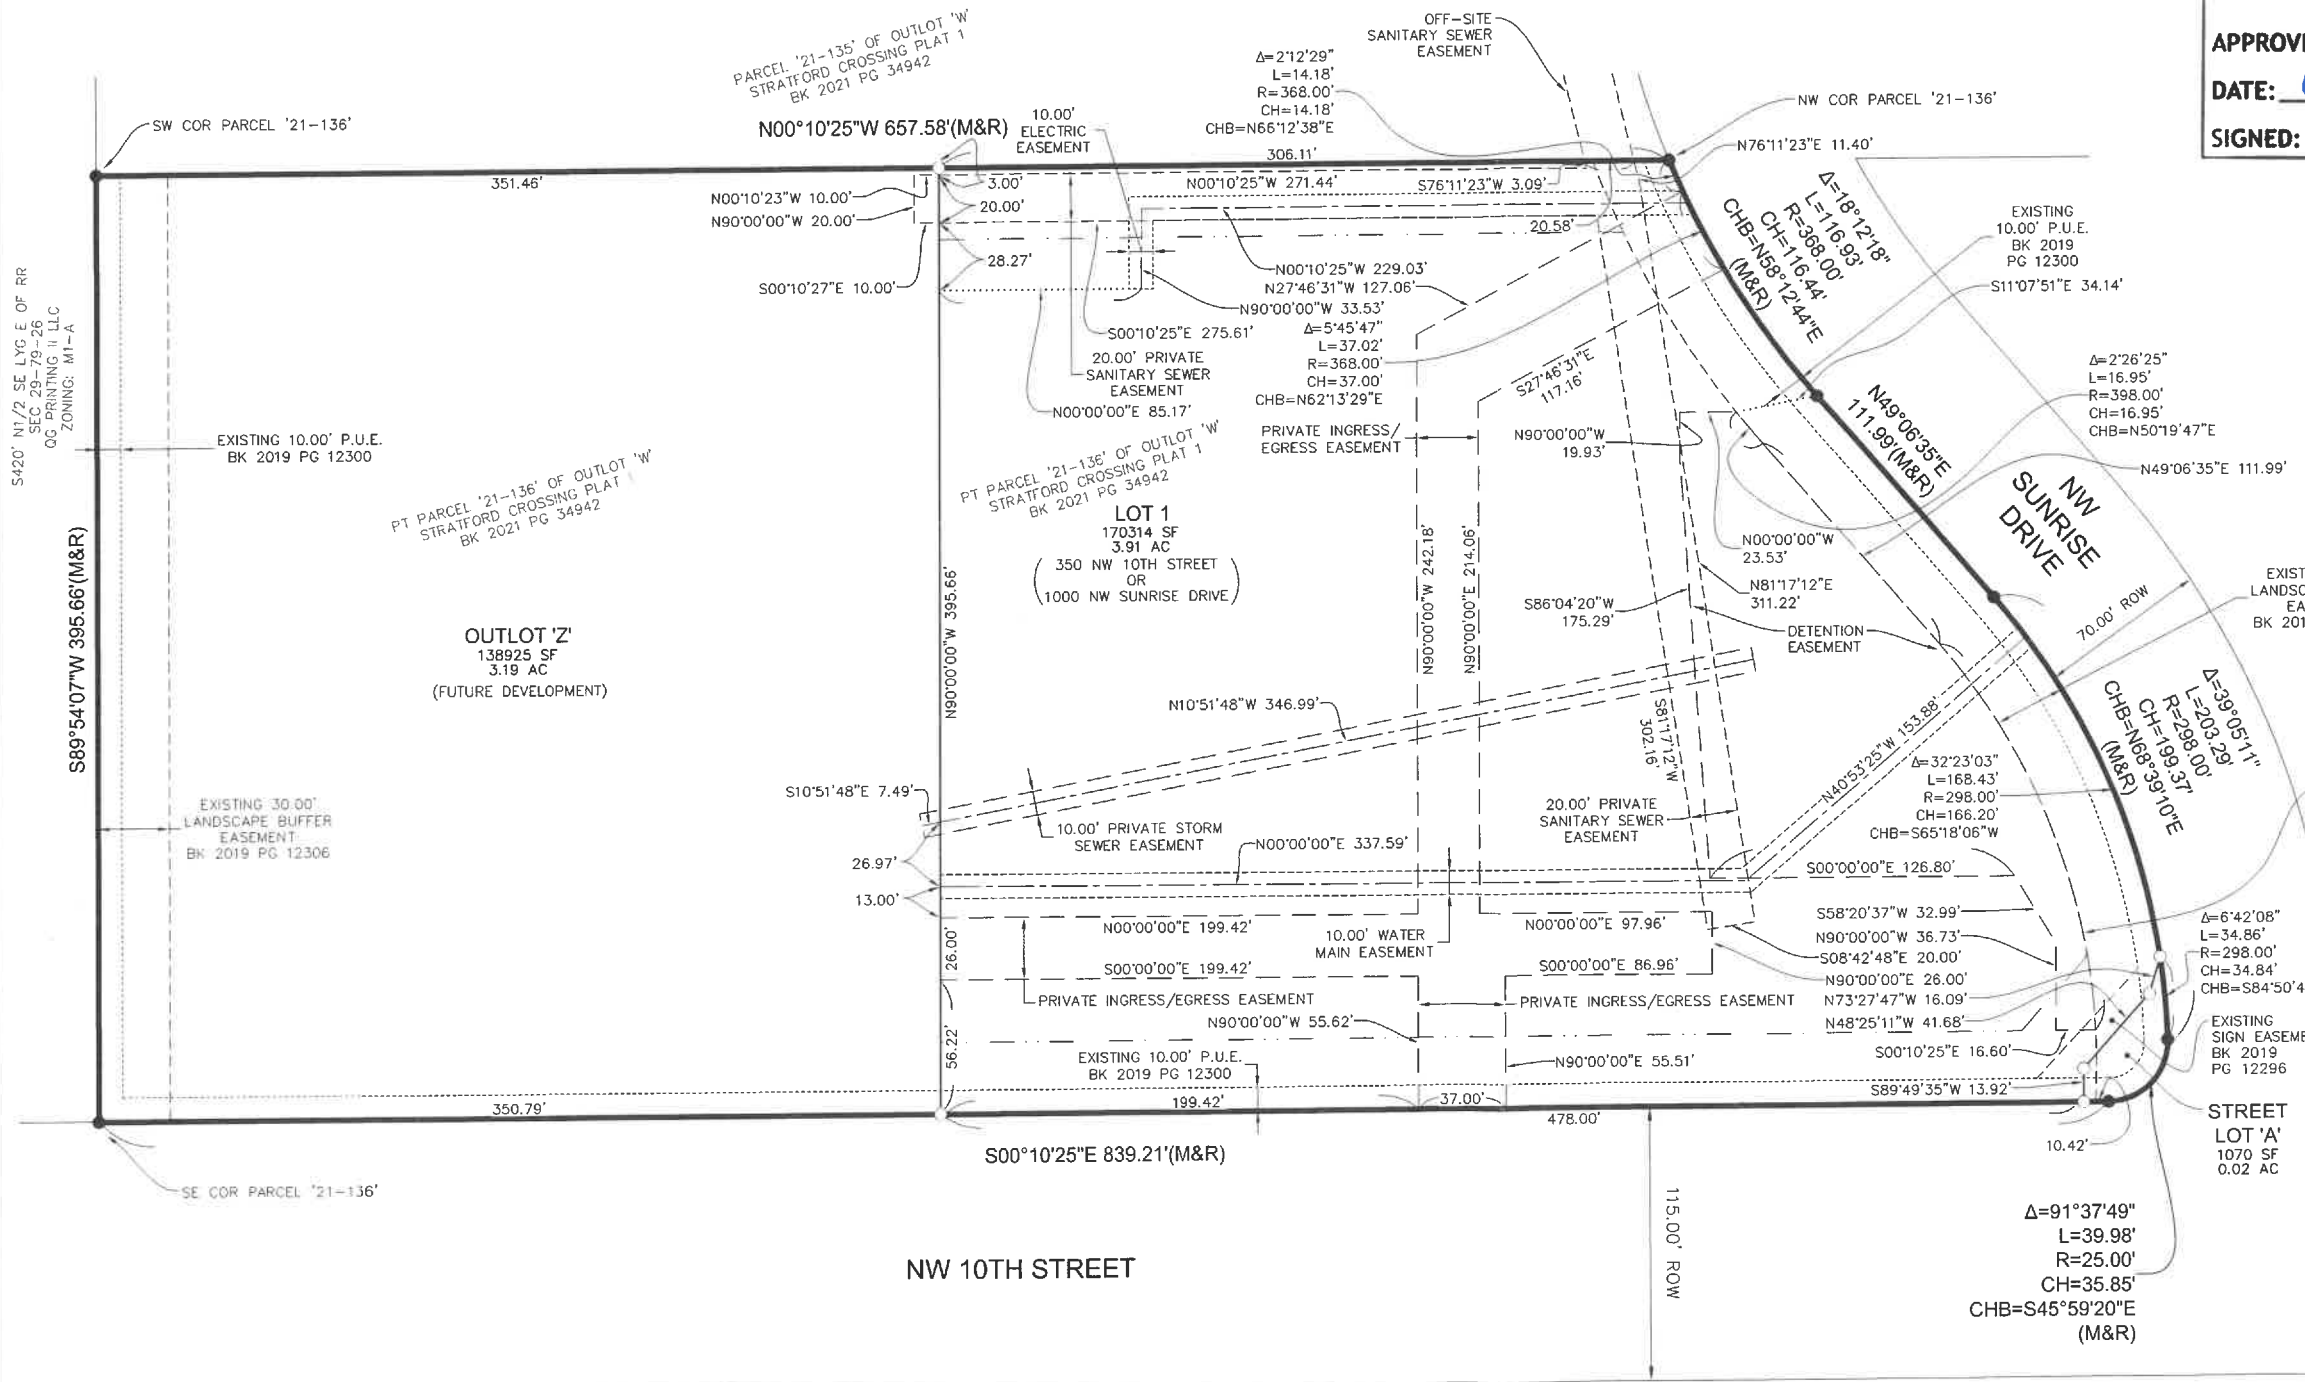 PARCEL '21-135' OF OUTLOT 'W'
STRATFORD CROSSING PLAT 1
BK 2021 PG 34942
OFF-SITE
SANITARY SEWER
EASEMENT
DATE:
SIGNED:
SW COR PARCEL '21-136'
N00°10'25"W 657.58'(M&R)
10.00'
ELECTRIC
EASEMENT
Δ=2°12'29"
L=14.18'
R=368.00'
CH=14.18'
CHB=N66°12'38"E
NW COR PARCEL '21-136'
N76°11'23"E 11.40'
351.46'
306.11'
N00°10'23"W 10.00'
N90°00'00"W 20.00'
S00°10'27"E 10.00'
3.00'
20.00'
28.27'
N00°10'25"W 271.44'
S76°11'23"W 3.09'
20.58'
N00°10'25"W 229.03'
N27°46'31"W 127.06'
N90°00'00"W 33.53'
S00°10'25"E 275.61'
Δ=5°45'47"
L=37.02'
R=368.00'
CH=37.00'
CHB=N62°13'29"E
20.00' PRIVATE
SANITARY SEWER
EASEMENT
N00°00'00"E 85.17'
Δ=18°12'18"
L=116.93'
R=368.00'
CH=116.44'
CHB=N58°12'44"E
(M&R)
EXISTING
10.00' P.U.E.
BK 2019
PG 12300
S11°07'51"E 34.14'
Δ=2°26'25"
L=16.95'
R=398.00'
CH=16.95'
CHB=N50°19'47"E
N49°06'35"E 111.99'
N49°06'35"E
111.99'(M&R)
NW
SUNRISE
DRIVE
S27°46'31"E
117.16'
PRIVATE INGRESS/
EGRESS EASEMENT
N90°00'00"W
19.93'
N00°00'00"W
23.53'
N81°17'12"E
311.22'
S86°04'20"W
175.29'
DETENTION
EASEMENT
70.00' ROW
S420' N1/2 SE LYG E OF RR
SEC 29-79-26
QG PRINTING II LLC
ZONING: M1-A
EXISTING 10.00' P.U.E.
BK 2019 PG 12300
PT PARCEL '21-136' OF OUTLOT 'W'
STRATFORD CROSSING PLAT
BK 2021 PG 34942
PT PARCEL '21-136' OF OUTLOT 'W'
STRATFORD CROSSING PLAT 1
BK 2021 PG 34942
LOT 1
170314 SF
3.91 AC
(350 NW 10TH STREET
OR
1000 NW SUNRISE DRIVE)
S89°54'07"W 395.66'(M&R)
OUTLOT 'Z'
138925 SF
3.19 AC
(FUTURE DEVELOPMENT)
N90°00'00"W 395.66'
N90°00'00"W 242.18'
N90°00'00"E 214.06'
N10°51'48"W 346.99'
S81°17'12"W
302.16'
N40°53'25"W 153.88'
Δ=39°05'11"
L=203.29'
R=298.00'
CH=199.37'
CHB=N68°39'10"E
(M&R)
S10°51'48"E 7.49'
EXISTING 30.00'
LANDSCAPE BUFFER
EASEMENT
BK 2019 PG 12306
10.00' PRIVATE STORM
SEWER EASEMENT
20.00' PRIVATE
SANITARY SEWER
EASEMENT
Δ=32°23'03"
L=168.43'
R=298.00'
CH=166.20'
CHB=S65°18'06"W
26.97'
13.00'
N00°00'00"E 337.59'
S00°00'00"E 126.80'
N00°00'00"E 199.42'
10.00' WATER
MAIN EASEMENT
N00°00'00"E 97.96'
S58°20'37"W 32.99'
N90°00'00"W 36.73'
S08°42'48"E 20.00'
N90°00'00"E 26.00'
N73°27'47"W 16.09'
N48°25'11"W 41.68'
S00°10'25"E 16.60'
S89°49'35"W 13.92'
Δ=6°42'08"
L=34.86'
R=298.00'
CH=34.84'
26.00'
S00°00'00"E 199.42'
S00°00'00"E 86.96'
PRIVATE INGRESS/EGRESS EASEMENT
PRIVATE INGRESS/EGRESS EASEMENT
N90°00'00"W 55.62'
N90°00'00"E 55.51'
56.22'
EXISTING 10.00' P.U.E.
BK 2019 PG 12300
EXISTING
SIGN
BK 2019
PG 12296
350.79'
199.42'
37.00'
478.00'
10.42'
STREET
LOT 'A'
1070 SF
0.02 AC
S00°10'25"E 839.21'(M&R)
SE COR PARCEL '21-136'
115.00' ROW
NW 10TH STREET
Δ=91°37'49"
L=39.98'
R=25.00'
CH=35.85'
CHB=S45°59'20"E
(M&R)